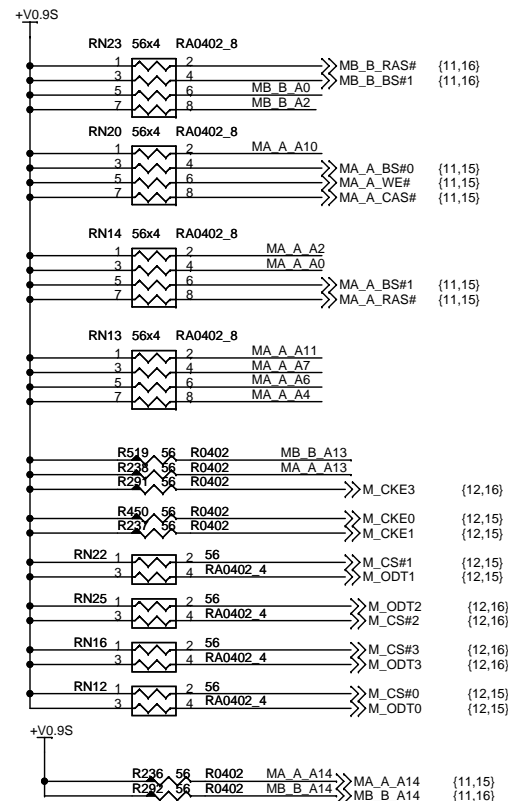 +V0.9S
RN23 56x4 RA0402_8
1 2 MB_B_RAS# {11,16}
3 4 MB_B_BS#1 {11,16}
5 6 MB_B_A0
7 8 MB_B_A2
RN20 56x4 RA0402_8
1 2 MA_A_A10
3 4 MA_A_BS#0 {11,15}
5 6 MA_A_WE# {11,15}
7 8 MA_A_CAS# {11,15}
RN14 56x4 RA0402_8
1 2 MA_A_A2
3 4 MA_A_A0
5 6 MA_A_BS#1 {11,15}
7 8 MA_A_RAS# {11,15}
RN13 56x4 RA0402_8
1 2 MA_A_A11
3 4 MA_A_A7
5 6 MA_A_A6
7 8 MA_A_A4
R519 56 R0402 MB_B_A13
R238 56 R0402 MA_A_A13
R291 56 R0402 M_CKE3 {12,16}
R450 56 R0402 M_CKE0 {12,15}
R237 56 R0402 M_CKE1 {12,15}
RN22 1 2 56 M_CS#1 {12,15}
3 4 RA0402_4 M_ODT1 {12,15}
RN25 1 2 56 M_ODT2 {12,16}
3 4 RA0402_4 M_CS#2 {12,16}
RN16 1 2 56 M_CS#3 {12,16}
3 4 RA0402_4 M_ODT3 {12,16}
RN12 1 2 56 M_CS#0 {12,15}
3 4 RA0402_4 M_ODT0 {12,15}
+V0.9S
R236 56 R0402 MA_A_A14 MA_A_A14 {11,15}
R292 56 R0402 MB_B_A14 MB_B_A14 {11,16}